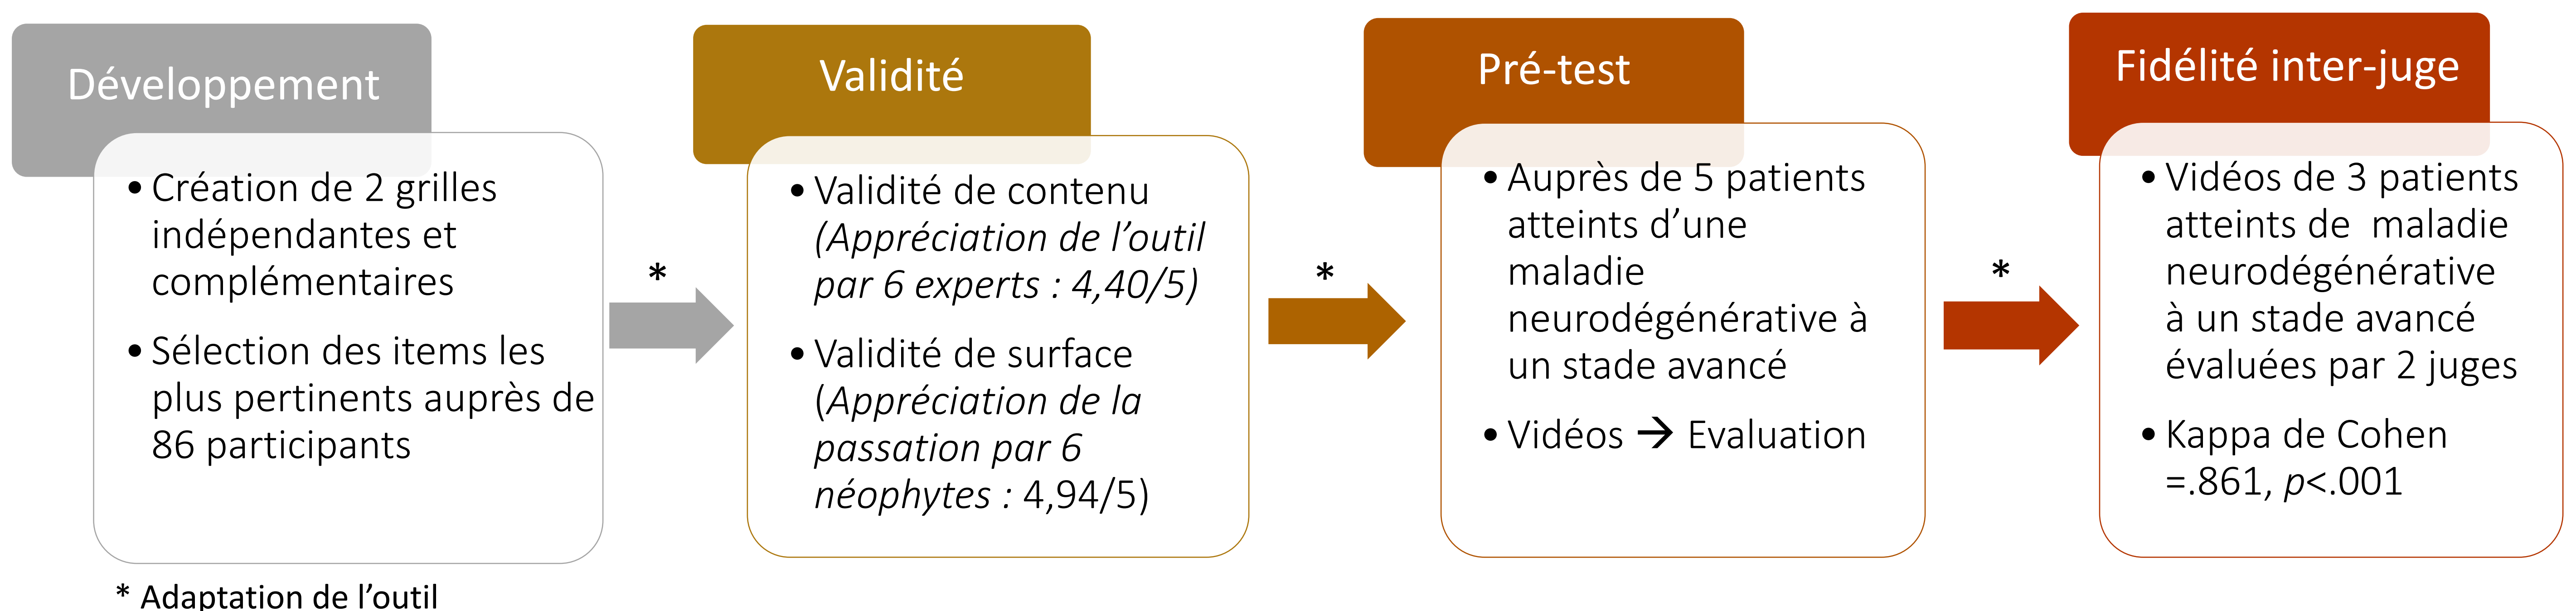 Développement
• Création de 2 grilles
indépendantes et
complémentaires
• Sélection des items les
plus pertinents auprès de
86 participants
*
Validité
• Validité de contenu
(Appréciation de l’outil
par 6 experts : 4,40/5)
• Validité de surface
(Appréciation de la
passation par 6
néophytes : 4,94/5)
*
Pré-test
• Auprès de 5 patients
atteints d’une
maladie
neurodégénérative à
un stade avancé
• Vidéos → Evaluation
*
Fidélité inter-juge
• Vidéos de 3 patients
atteints de maladie
neurodégénérative
à un stade avancé
évaluées par 2 juges
• Kappa de Cohen
=.861, p<.001
* Adaptation de l’outil